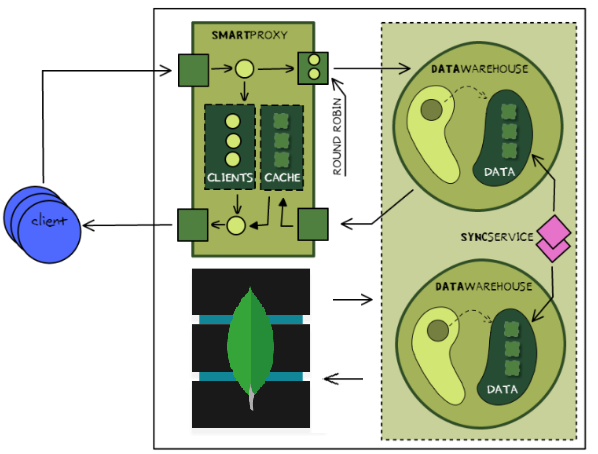 SMARTPROXY
CLIENTS
CACHE
ROUND ROBIN
client
DATAWAREHOUSE
DATA
SYNCSERVICE
DATAWAREHOUSE
DATA